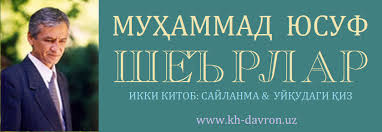 МУҲАММАД ЮСУФ
ШЕЪРЛАР
ИККИ КИТОБ: САЙЛАНМА & УЙҚУДАГИ ҚИЗ
www.kh-davron.uz